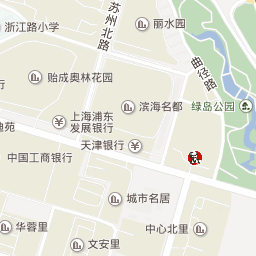 浙江路小学
苏州北路
丽水园
曲径路
贻成奥林花园
滨海名都
绿岛公园
上海浦东
发展银行
迪苑
天津银行
中国工商银行
城市名居
华蓉里
文安里
中心北里